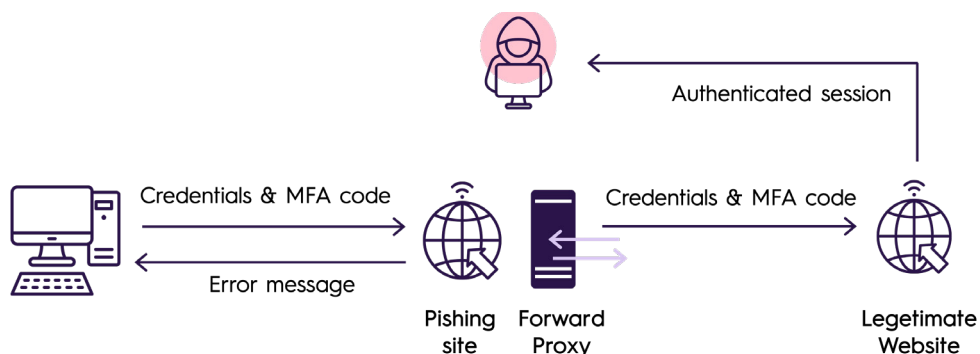 Authenticated session
Credentials & MFA code
Credentials & MFA code
Error message
Pishing
site
Forward
Proxy
Legetimate
Website